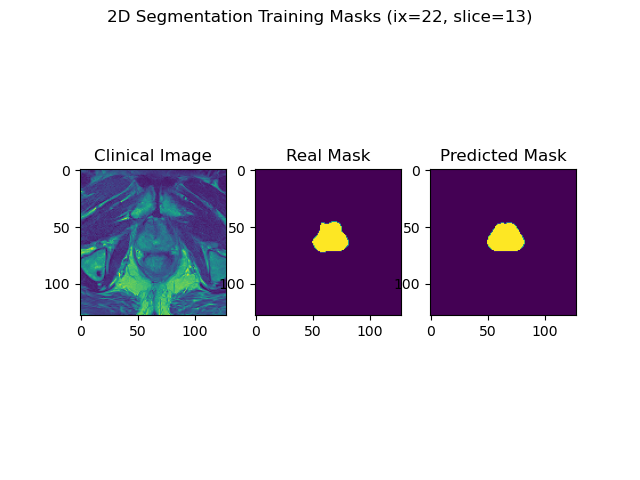 2D Segmentation Training Masks (ix=22, slice=13)
Clinical Image Real Mask Predicted Mask
0 0 0
50 50 50
100 100 100
0 50 100 0 50 100 0 50 100